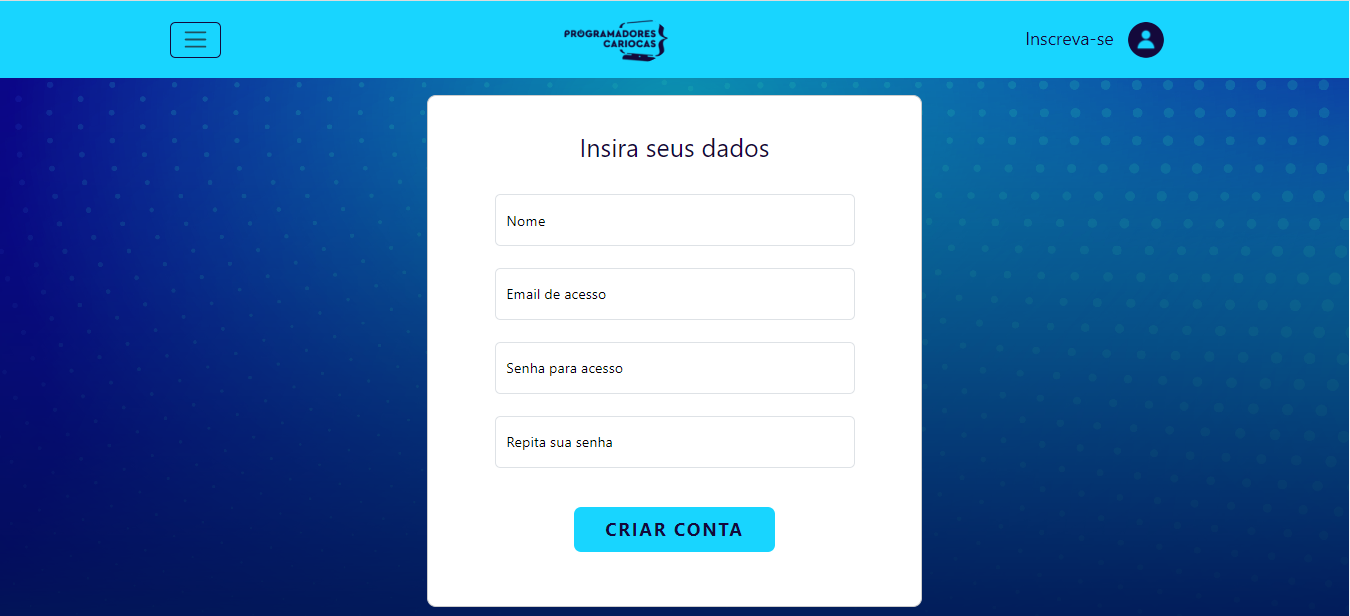 PROGRAMADORES
CARIOCAS
Inscreva-se
Insira seus dados
Nome
Email de acesso
Senha para acesso
Repita sua senha
CRIAR CONTA